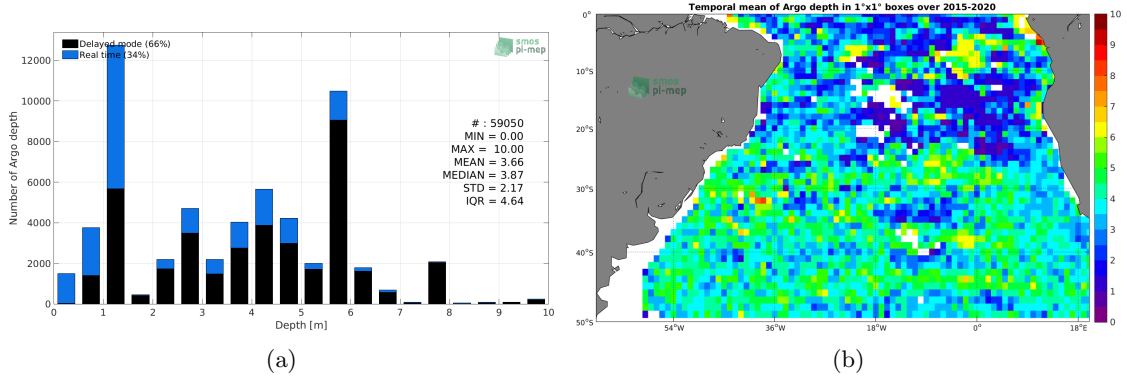 Delayed mode (66%)
Real time (34%)
smos
pi-mep
# : 59050
MIN = 0.00
MAX = 10.00
MEAN = 3.66
MEDIAN = 3.87
STD = 2.17
IQR = 4.64
Number of Argo depth
12000
10000
8000
6000
4000
2000
0
0 1 2 3 4 5 6 7 8 9 10
Depth [m]
(a)
Temporal mean of Argo depth in 1°x1° boxes over 2015-2020
smos
pi-mep
0°
10°S
20°S
30°S
40°S
50°S
54°W 36°W 18°W 0° 18°E
10
9
8
7
6
5
4
3
2
1
0
(b)